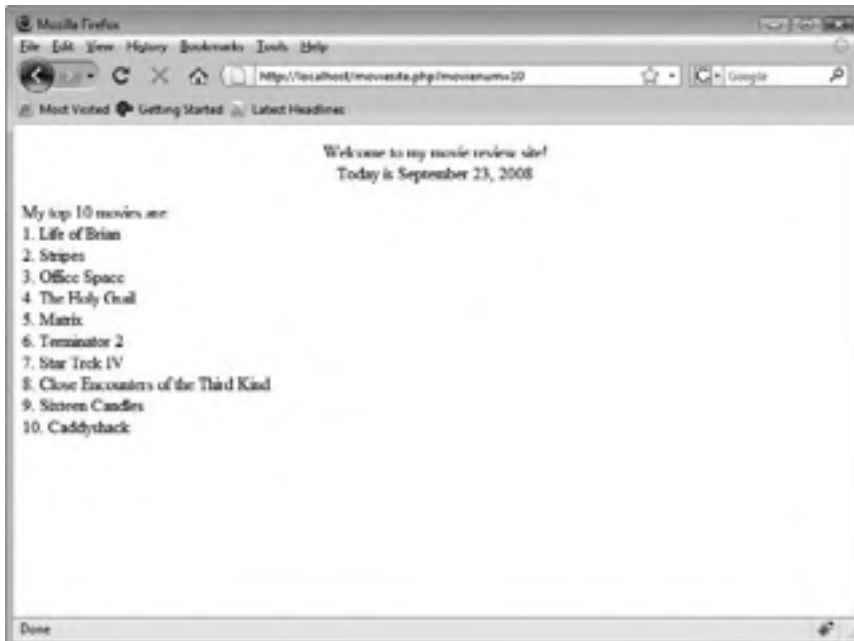 Mozilla Firefox
File Edit View History Bookmarks Tools Help
http://localhost/moviesite.php?movienum=10
Google
Most Visited Getting Started Latest Headlines
Welcome to my movie review site!
Today is September 23, 2008
My top 10 movies are:
1. Life of Brian
2. Stripes
3. Office Space
4. The Holy Grail
5. Matrix
6. Terminator 2
7. Star Trek IV
8. Close Encounters of the Third Kind
9. Sixteen Candles
10. Caddyshack
Done